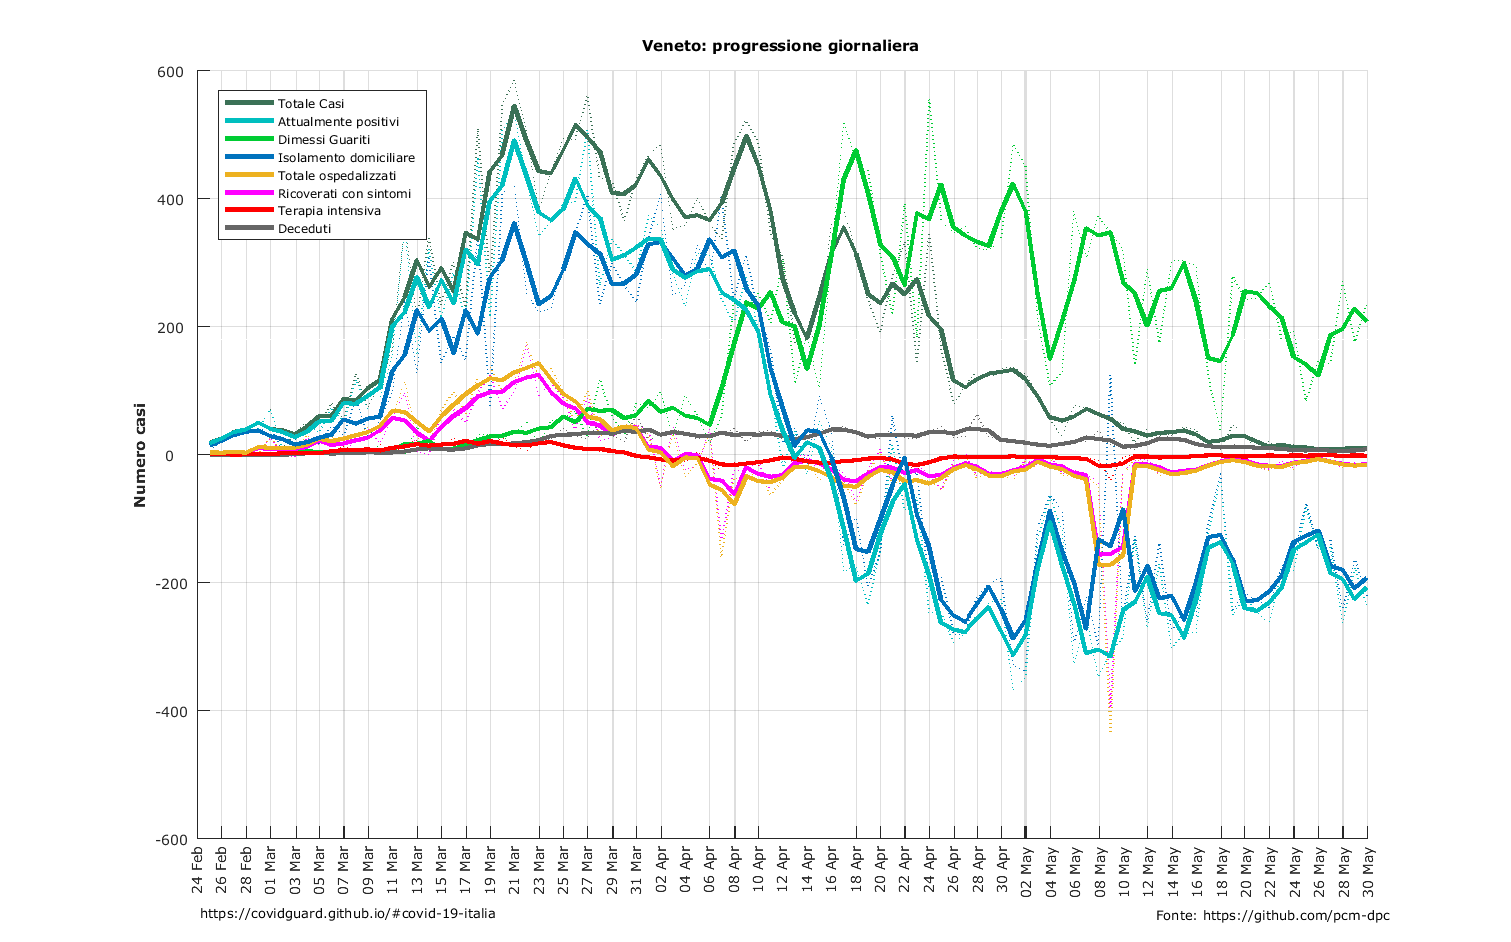 Veneto: progressione giornaliera
600
400
200
0
-200
-400
-600
Numero casi
Totale Casi
Attualmente positivi
Dimessi Guariti
Isolamento domiciliare
Totale ospedalizzati
Ricoverati con sintomi
Terapia intensiva
Deceduti
24 Feb
26 Feb
28 Feb
01 Mar
03 Mar
05 Mar
07 Mar
09 Mar
11 Mar
13 Mar
15 Mar
17 Mar
19 Mar
21 Mar
23 Mar
25 Mar
27 Mar
29 Mar
31 Mar
02 Apr
04 Apr
06 Apr
08 Apr
10 Apr
12 Apr
14 Apr
16 Apr
18 Apr
20 Apr
22 Apr
24 Apr
26 Apr
28 Apr
30 Apr
02 May
04 May
06 May
08 May
10 May
12 May
14 May
16 May
18 May
20 May
22 May
24 May
26 May
28 May
30 May
https://covidguard.github.io/#covid-19-italia
Fonte: https://github.com/pcm-dpc